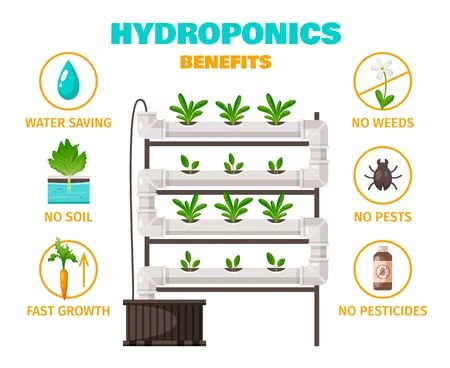 HYDROPONICS
BENEFITS
WATER SAVING
NO SOIL
FAST GROWTH
NO WEEDS
NO PESTS
NO PESTICIDES